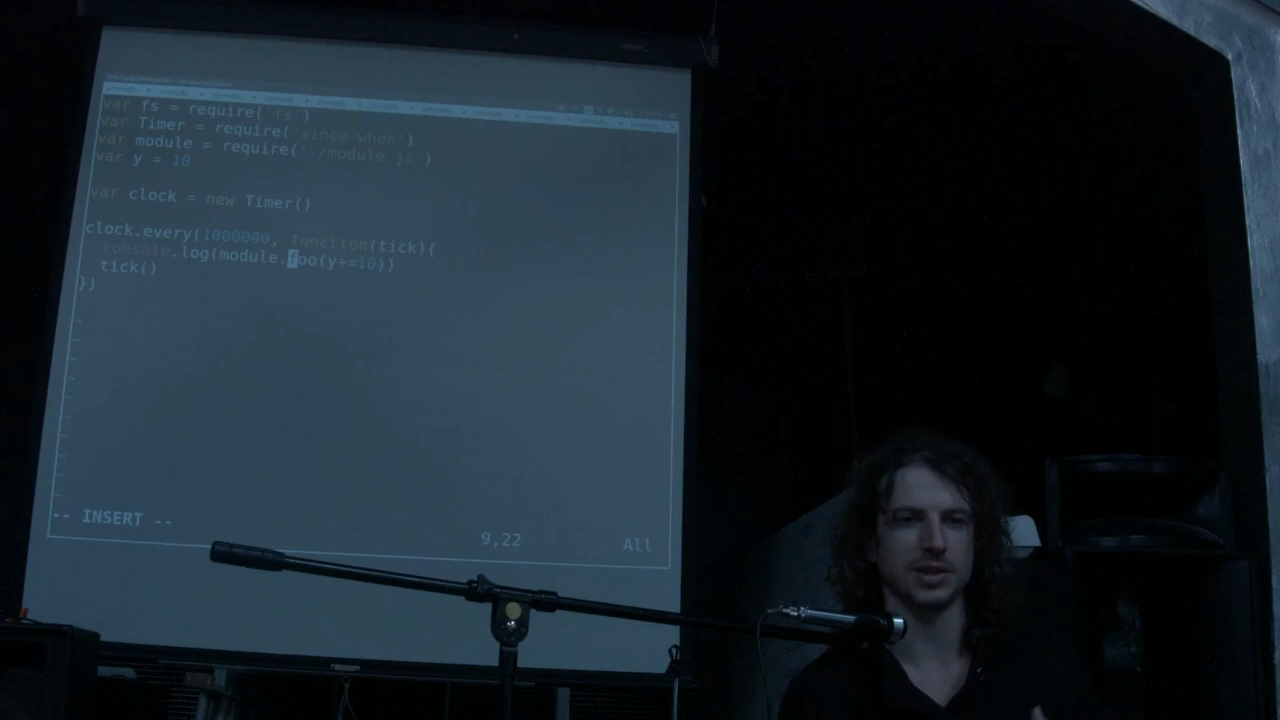 var fs = require('fs')
var Timer = require('since-when')
var module = require('./module.js')
var y = 10
var clock = new Timer()
clock.every(1000000, function(tick){
console.log(module.foo(y+=10))
tick()
})
~
~
~
~
~
~
~
~
~
~
~
-- INSERT --
9,22
All